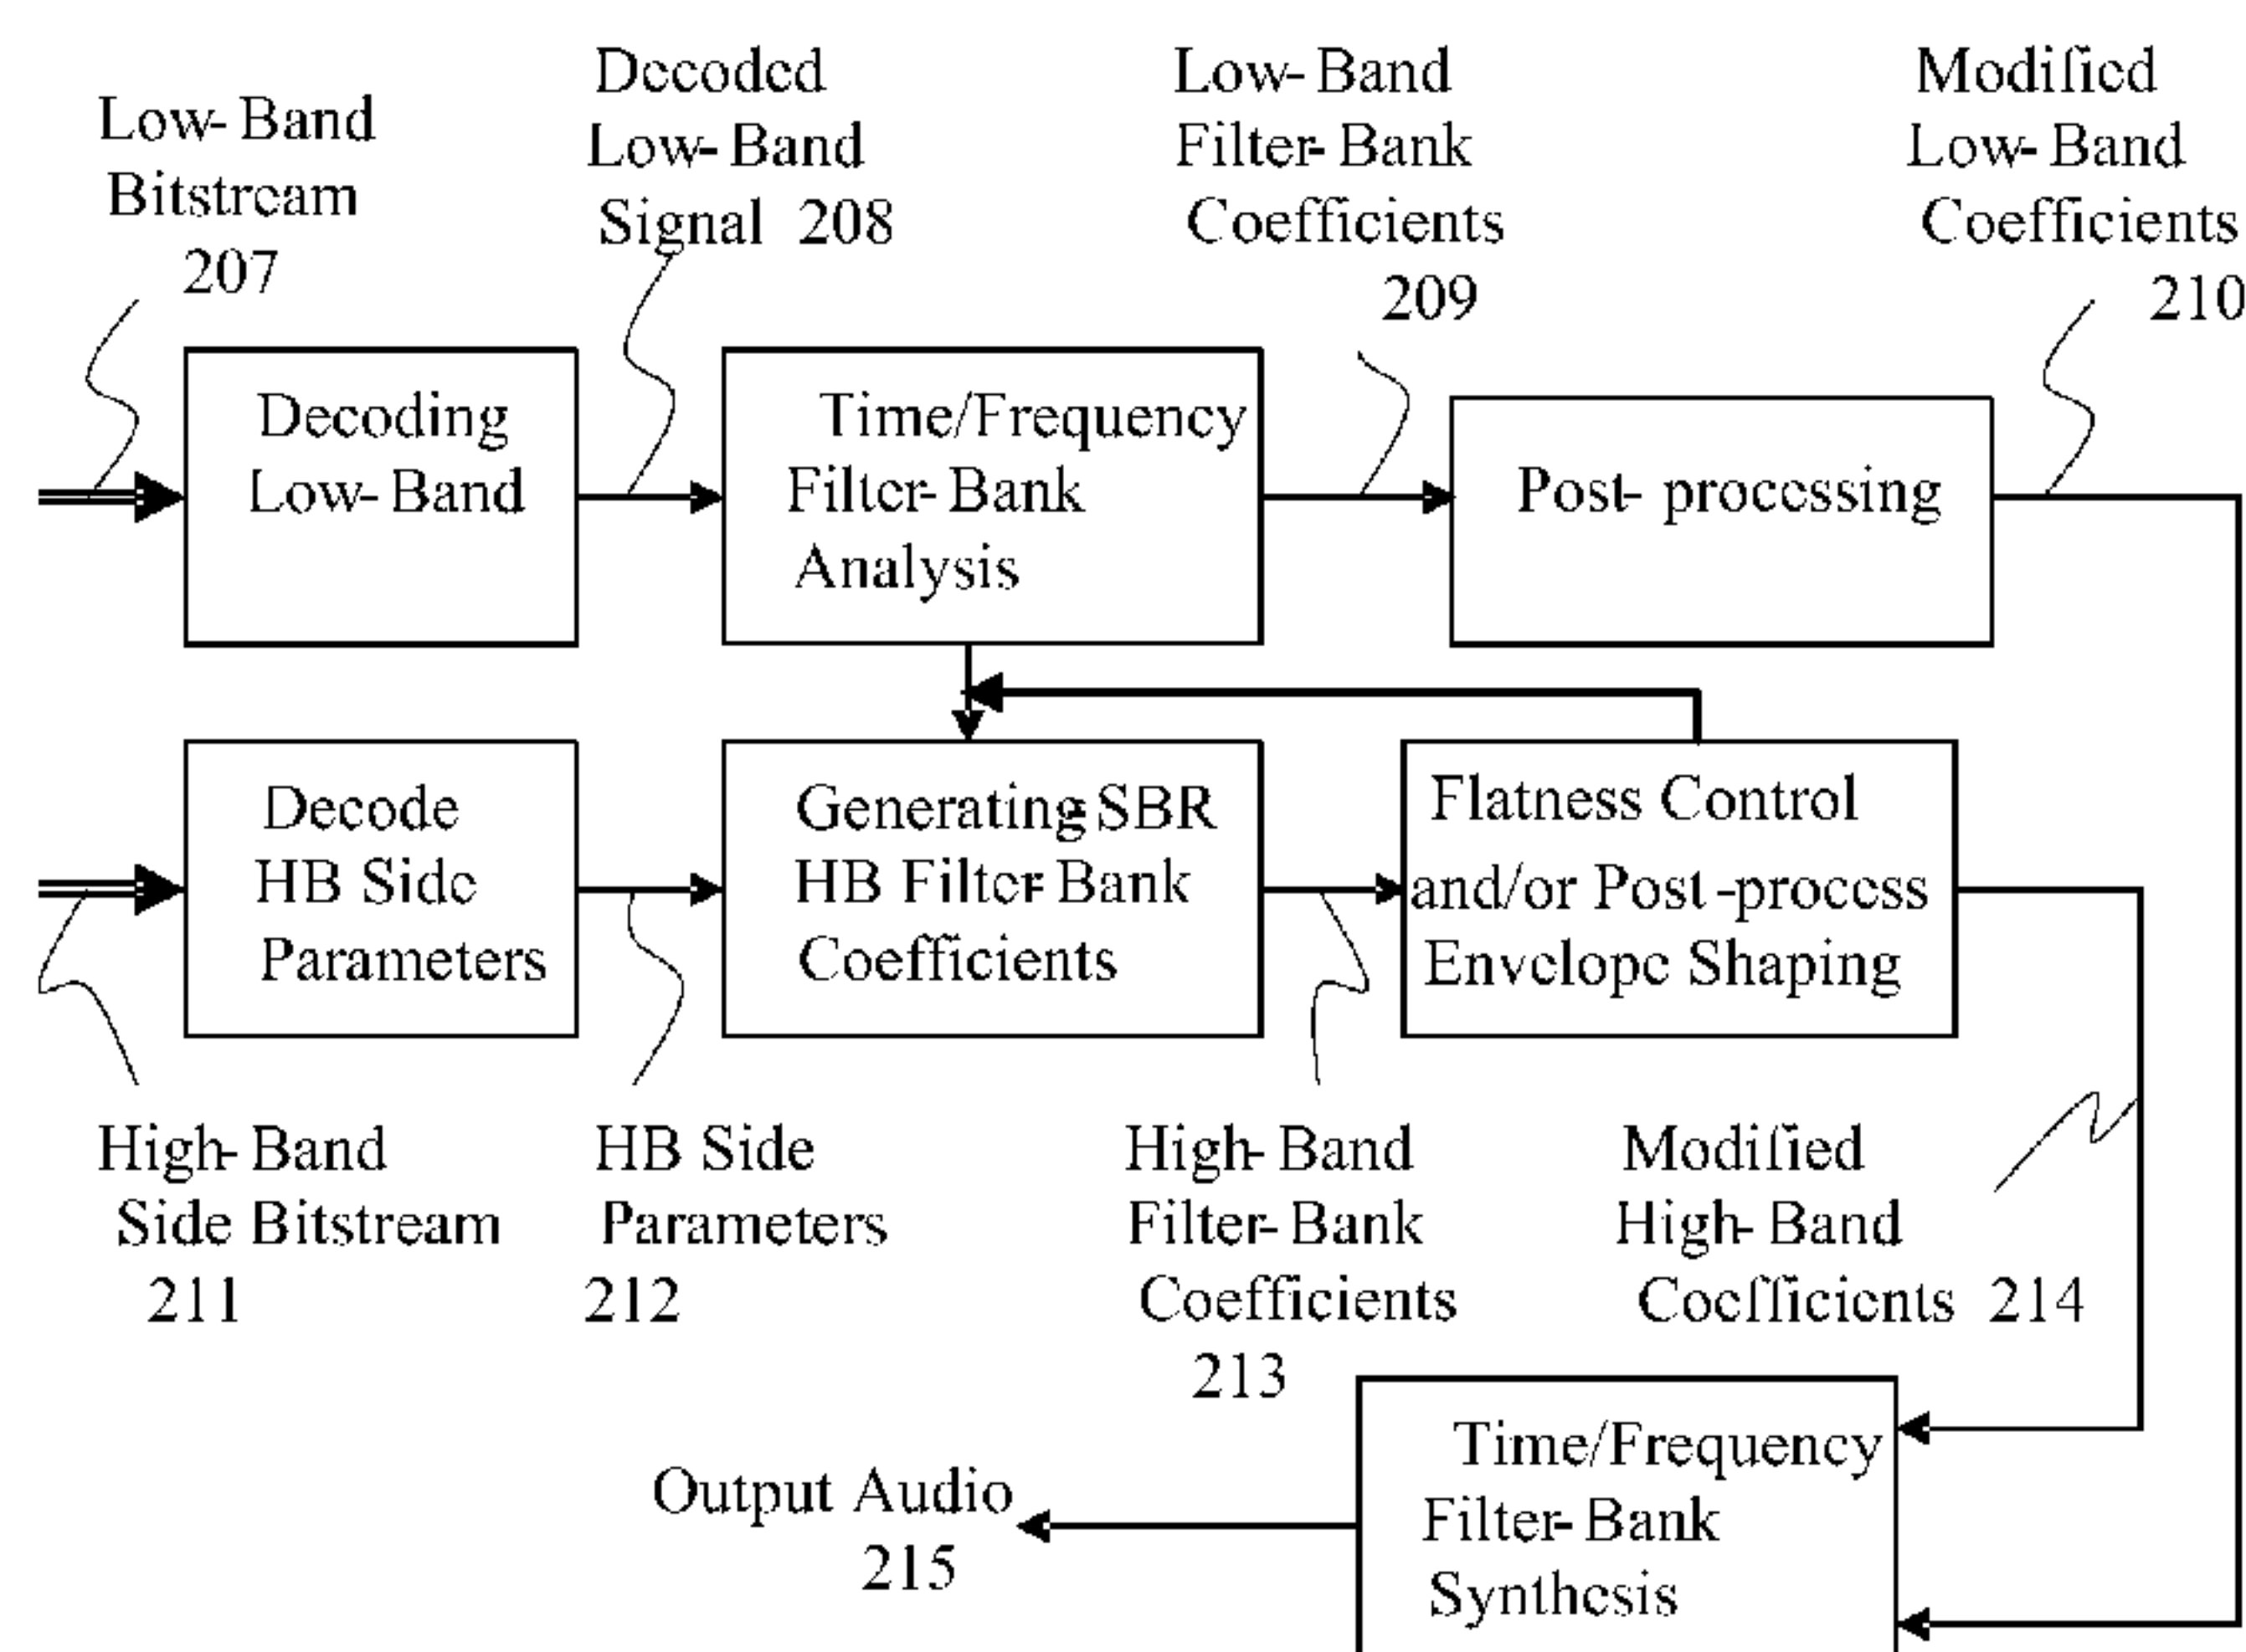 Low-Band
Bitstream
207
Decoded
Low-Band
Signal 208
Low-Band
Filter-Bank
Coefficients
209
Modified
Low-Band
Coefficients
210
Decoding
Low-Band
Time/Frequency
Filter-Bank
Analysis
Post- processing
Decode
HB Side
Parameters
Generating SBR
HB Filter-Bank
Coefficients
Flatness Control
and/or Post-process
Envelope Shaping
High-Band
Side Bitstream
211
HB Side
Parameters
212
High-Band
Filter-Bank
Coefficients
213
Modified
High-Band
Coefficients 214
Time/Frequency
Filter-Bank
Synthesis
Output Audio
215